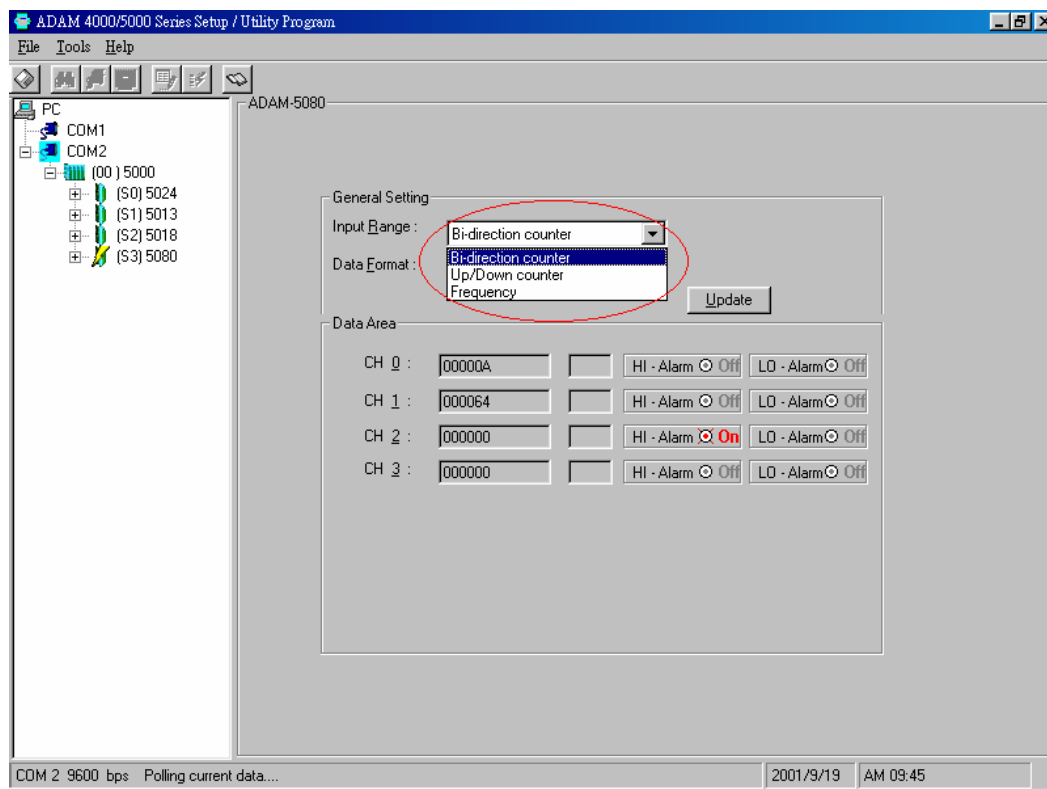 ADAM 4000/5000 Series Setup / Utility Program
File Tools Help
PC
COM1
COM2
(00 ) 5000
(S0) 5024
(S1) 5013
(S2) 5018
(S3) 5080
ADAM-5080
General Setting
Input Range : Bi-direction counter
Bi-direction counter
Data Format :
Up/Down counter
Frequency
Update
Data Area
CH 0 : 00000A HI - Alarm Off LO - Alarm Off
CH 1 : 000064 HI - Alarm Off LO - Alarm Off
CH 2 : 000000 HI - Alarm On LO - Alarm Off
CH 3 : 000000 HI - Alarm Off LO - Alarm Off
COM 2 9600 bps Polling current data.... 2001/9/19 AM 09:45